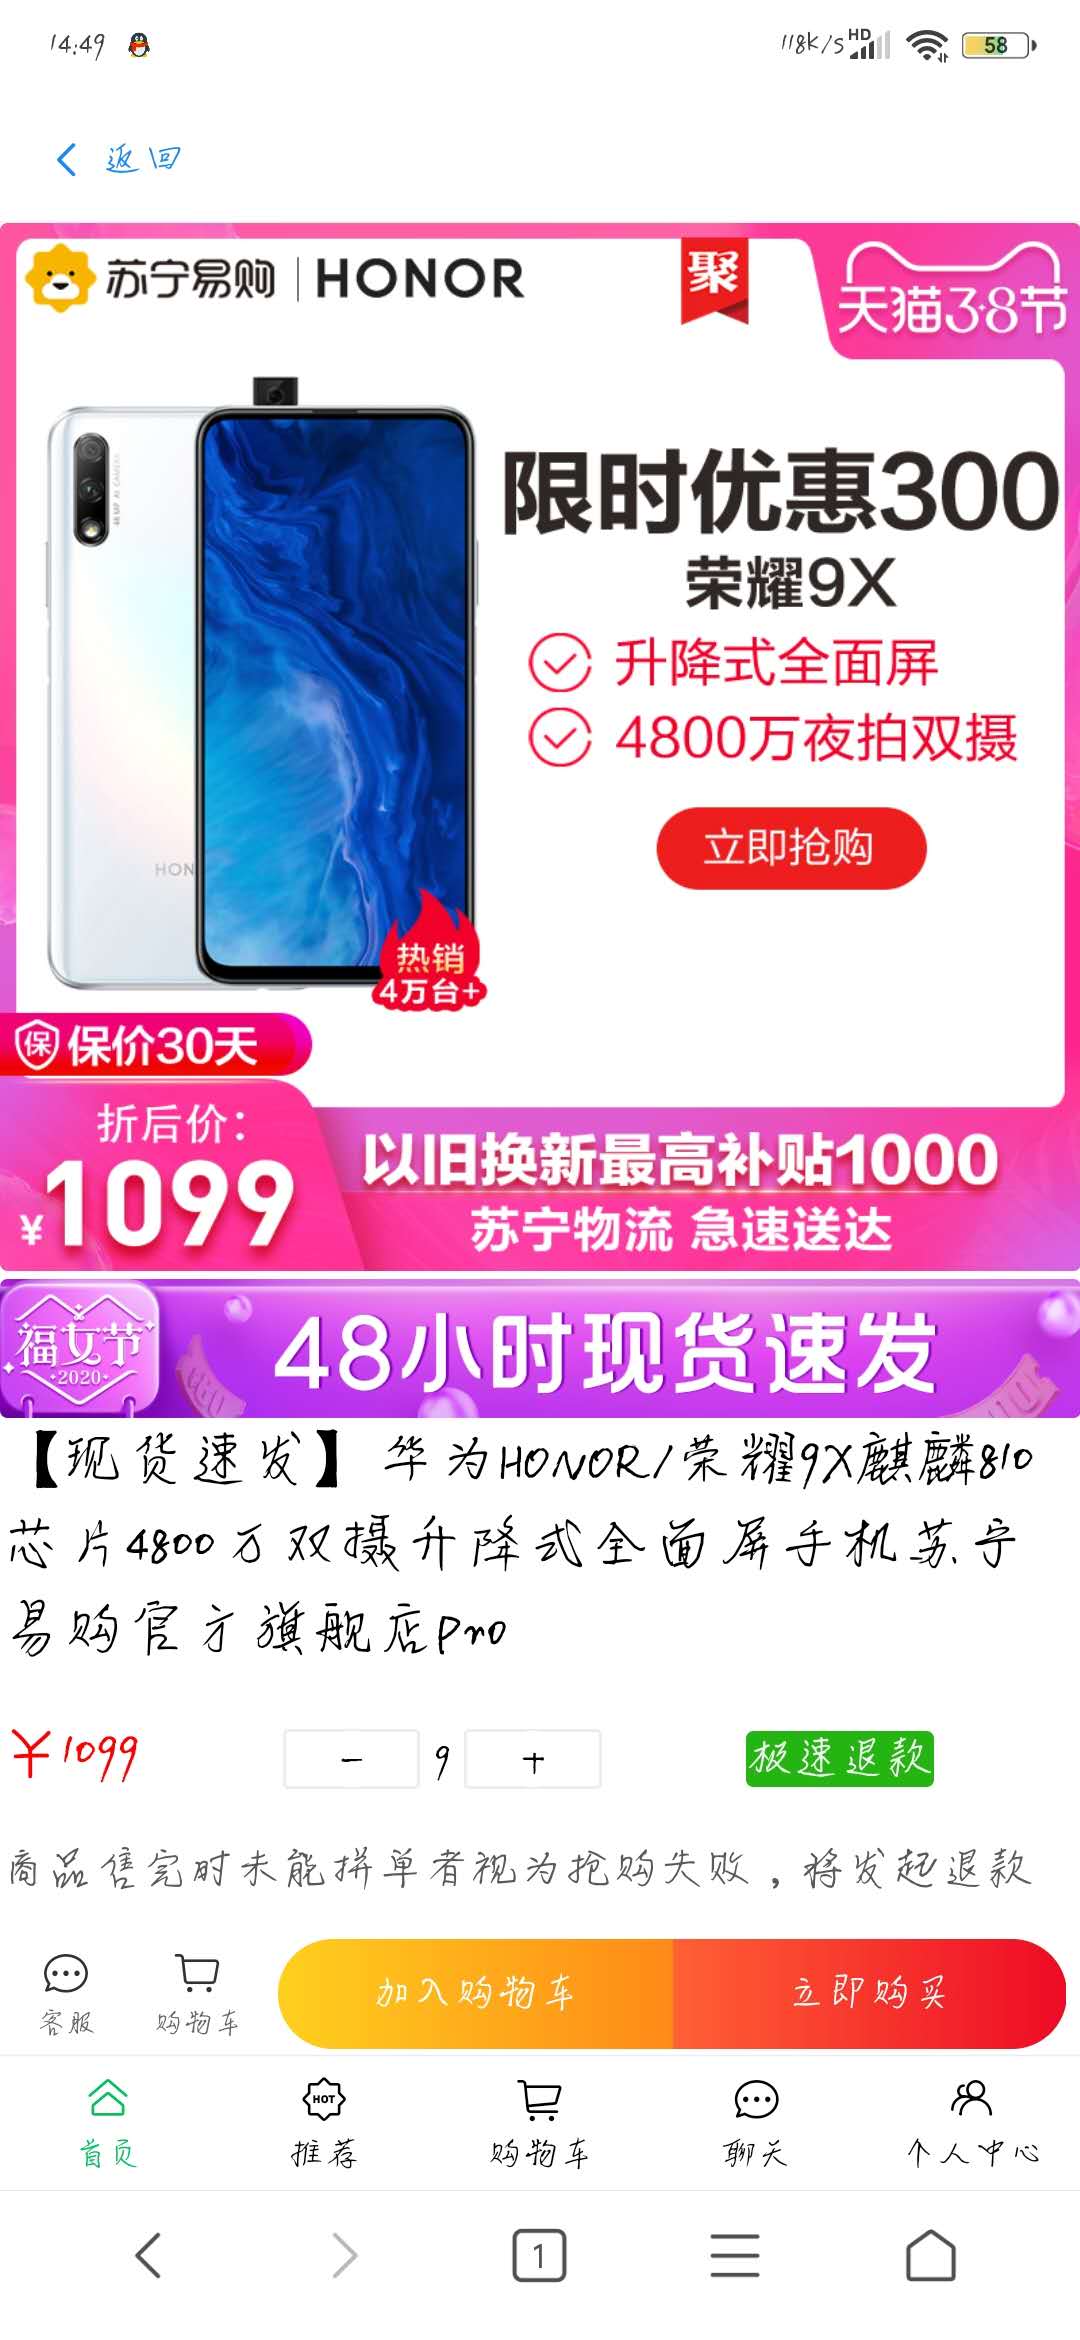 14:49
118K/S HD 58
返回
苏宁易购 HONOR
聚
天猫3·8节
48 MP AI CAMERA
限时优惠300
荣耀9X
升降式全面屏
4800万夜拍双摄
立即抢购
HON
热销
4万台+
保 保价30天
折后价：
¥1099
以旧换新最高补贴1000
苏宁物流 急速送达
福女节
2020
48小时现货速发
【现货速发】华为HONOR/荣耀9X麒麟810
芯片4800万双摄升降式全面屏手机苏宁
易购官方旗舰店Pro
￥1099
- 9 +
极速退款
商品售完时未能拼单者视为抢购失败，将发起退款
客服 购物车 加入购物车 立即购买
HOT
首页 推荐 购物车 聊天 个人中心
1